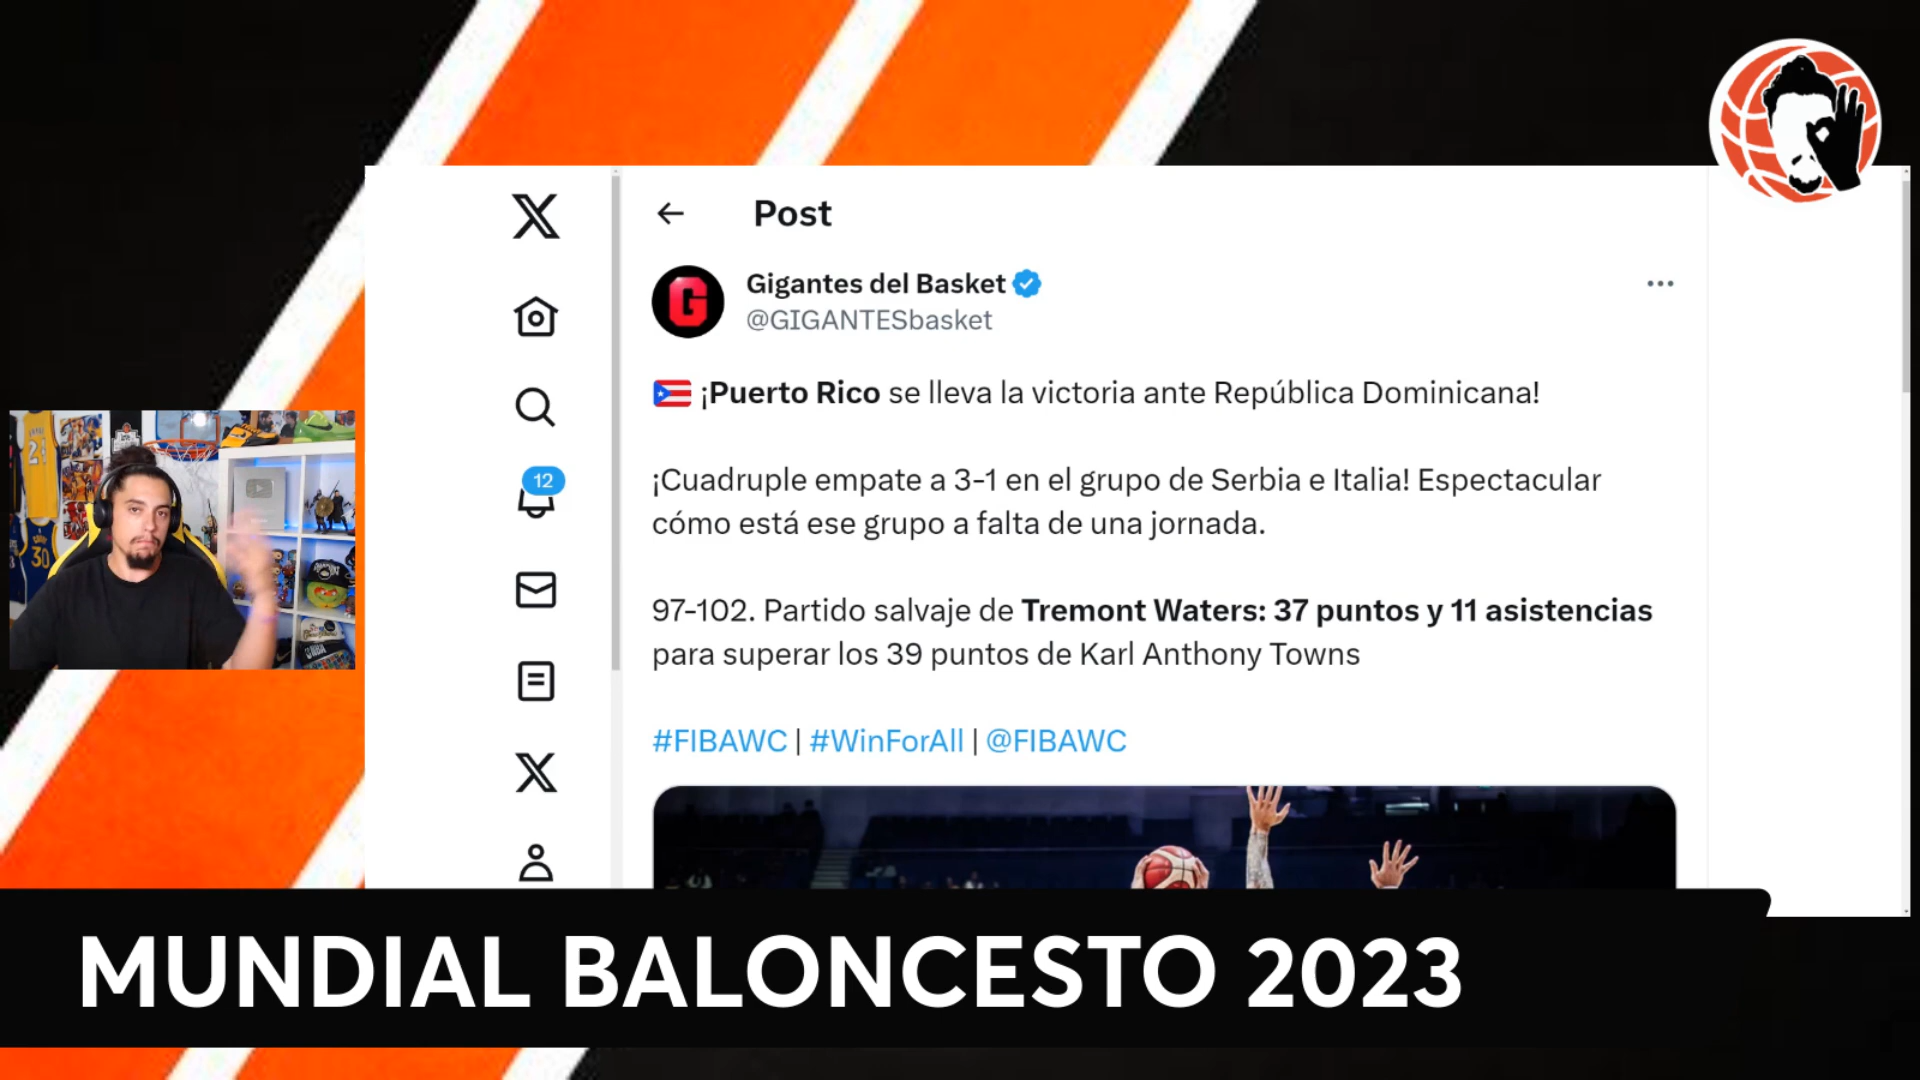 Post
Gigantes del Basket
@GIGANTESbasket
¡Puerto Rico se lleva la victoria ante República Dominicana!
¡Cuadruple empate a 3-1 en el grupo de Serbia e Italia! Espectacular
cómo está ese grupo a falta de una jornada.
97-102. Partido salvaje de Tremont Waters: 37 puntos y 11 asistencias
para superar los 39 puntos de Karl Anthony Towns
#FIBAWC | #WinForAll | @FIBAWC
12
24
30
MUNDIAL BALONCESTO 2023